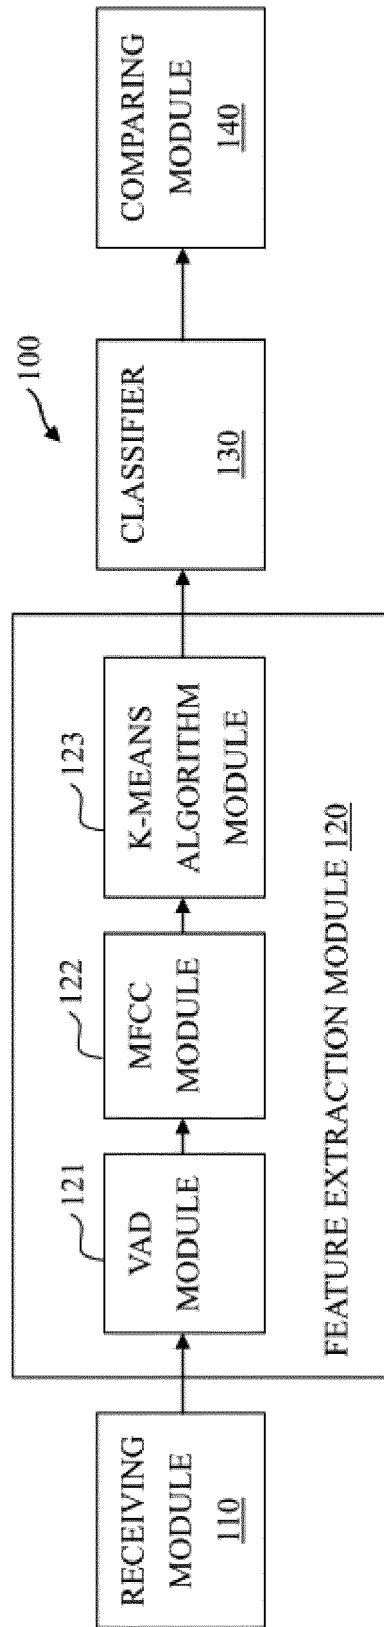 100
RECEIVING
MODULE
110
121
VAD
MODULE
122
MFCC
MODULE
123
K-MEANS
ALGORITHM
MODULE
FEATURE EXTRACTION MODULE 120
CLASSIFIER
130
COMPARING
MODULE
140